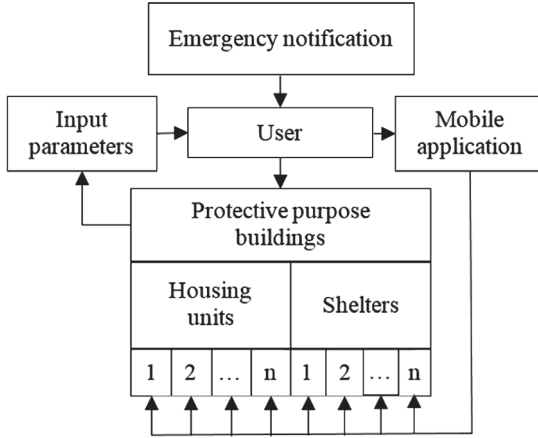 Emergency notification
Input
parameters
User
Mobile
application
Protective purpose
buildings
Housing
units
Shelters
1 2 … n 1 2 … n